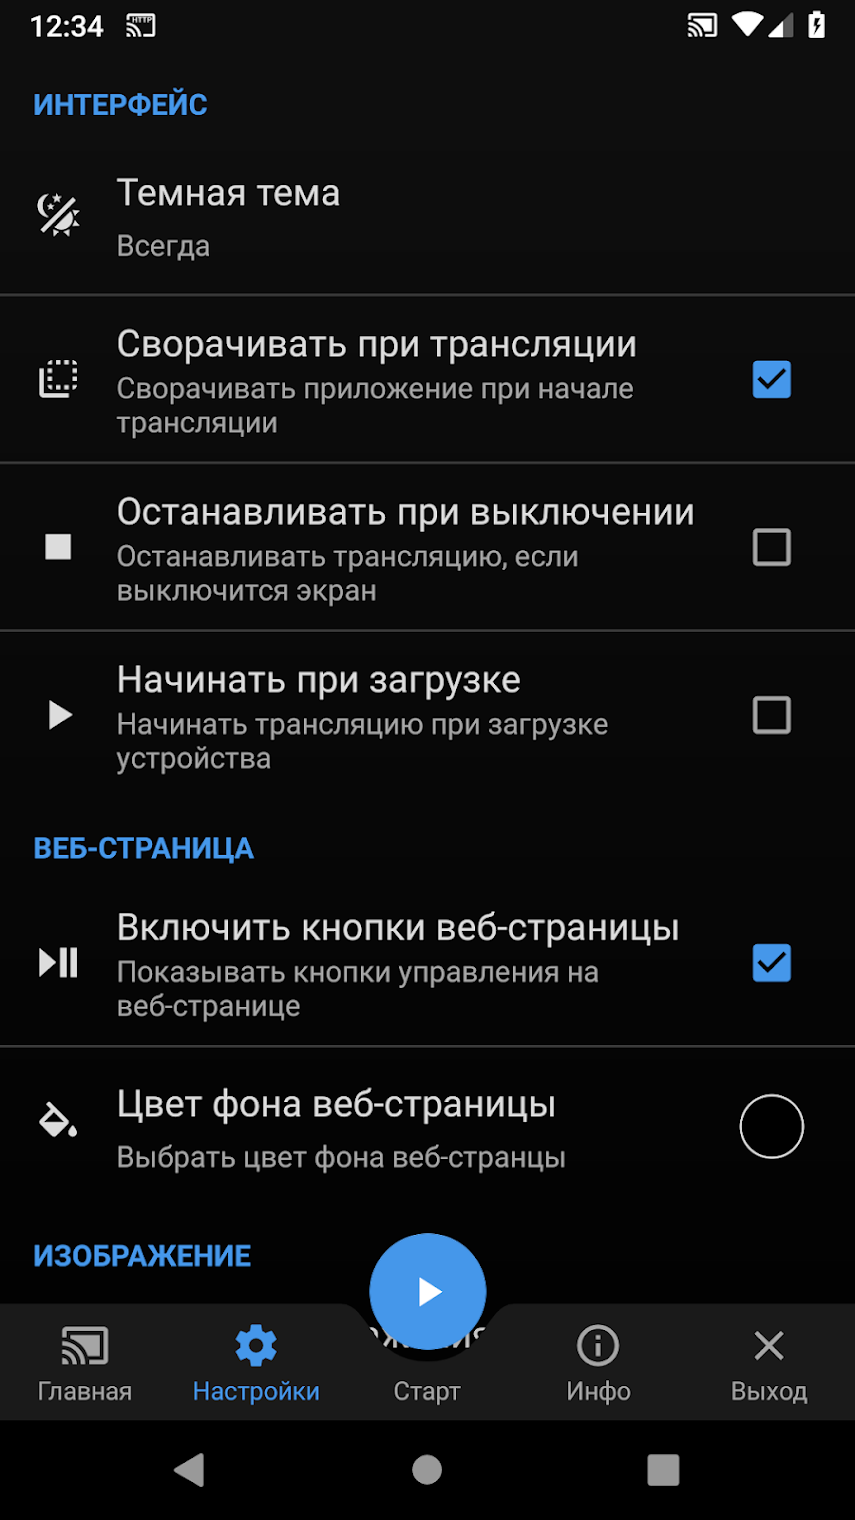 12:34
HTTP
ИНТЕРФЕЙС
Темная тема
Всегда
Сворачивать при трансляции
Сворачивать приложение при начале
трансляции
Останавливать при выключении
Останавливать трансляцию, если
выключится экран
Начинать при загрузке
Начинать трансляцию при загрузке
устройства
ВЕБ-СТРАНИЦА
Включить кнопки веб-страницы
Показывать кнопки управления на
веб-странице
Цвет фона веб-страницы
Выбрать цвет фона веб-странцы
ИЗОБРАЖЕНИЕ
Главная
Настройки
Старт
Инфо
Выход